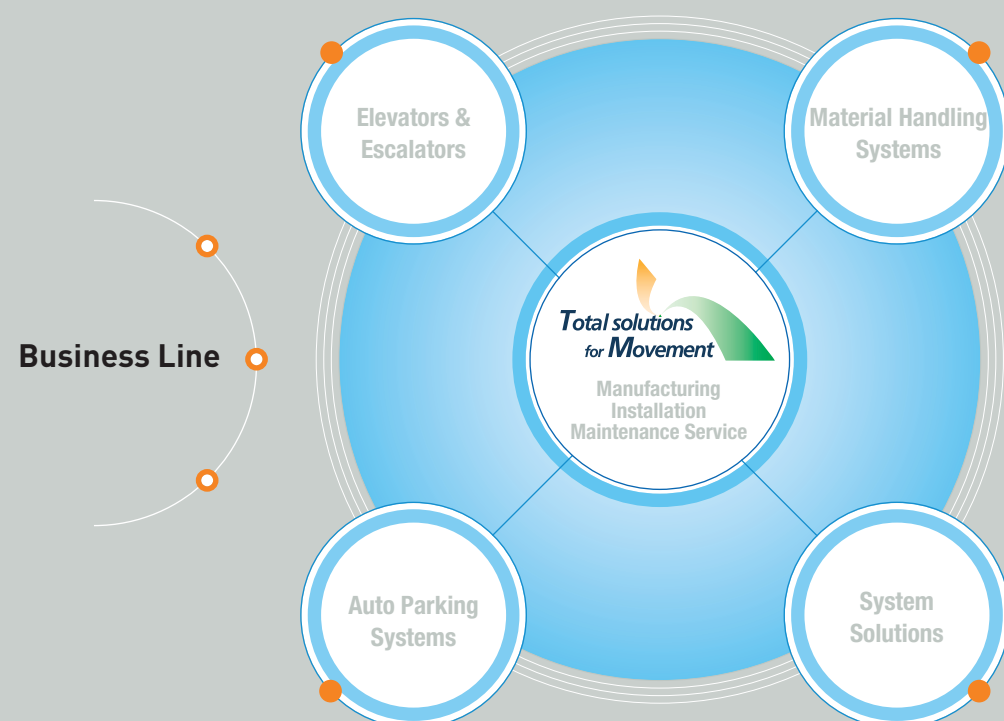 Elevators &
Escalators
Material Handling
Systems
Business Line
Total solutions
for Movement
Manufacturing
Installation
Maintenance Service
Auto Parking
Systems
System
Solutions